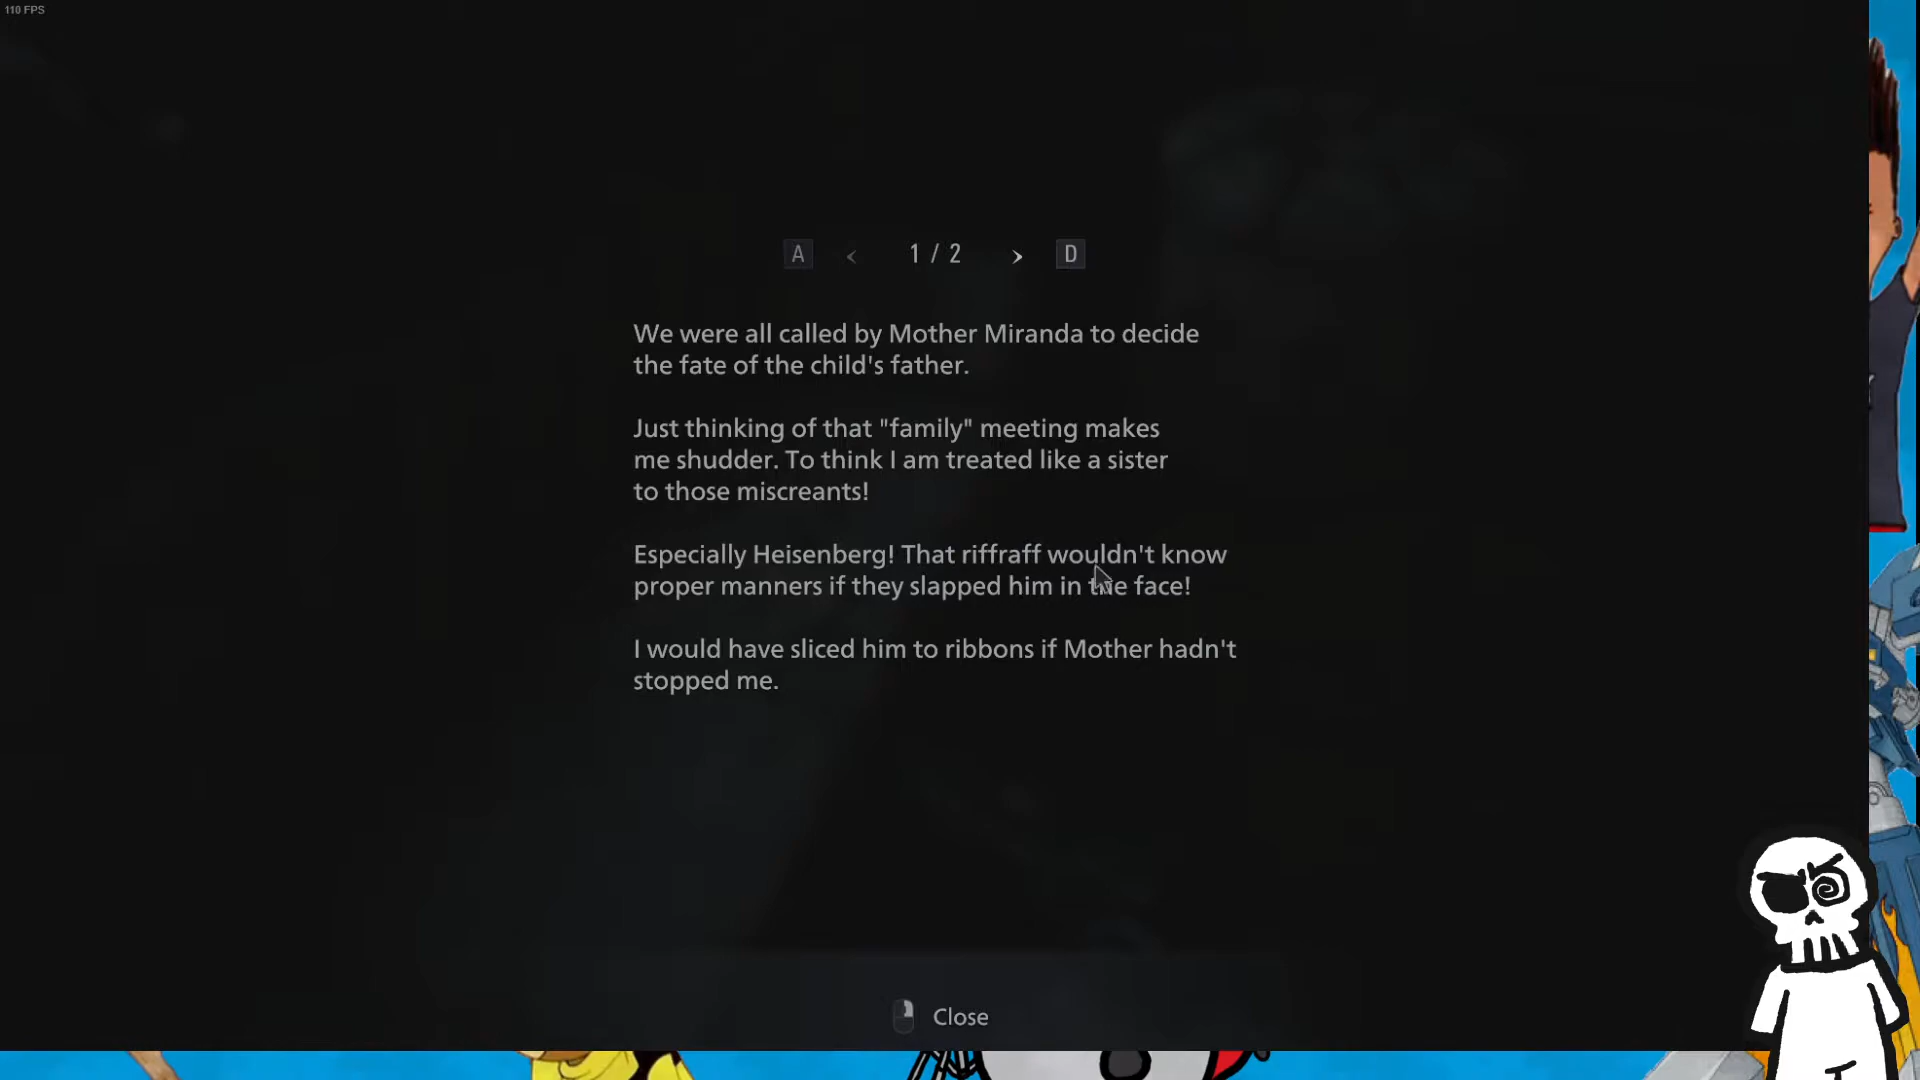 110 FPS
A < 1 / 2 > D
We were all called by Mother Miranda to decide
the fate of the child's father.
Just thinking of that "family" meeting makes
me shudder. To think I am treated like a sister
to those miscreants!
Especially Heisenberg! That riffraff wouldn't know
proper manners if they slapped him in the face!
I would have sliced him to ribbons if Mother hadn't
stopped me.
Close